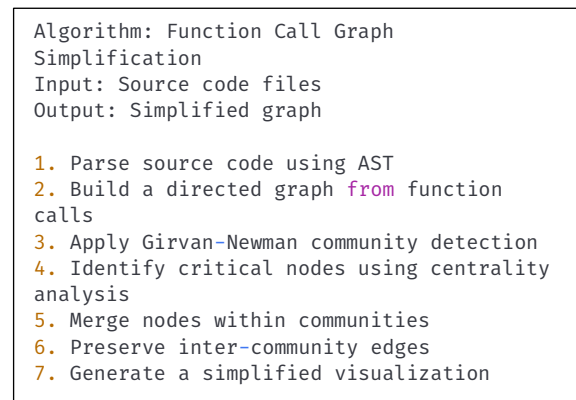 Algorithm: Function Call Graph
Simplification
Input: Source code files
Output: Simplified graph
1. Parse source code using AST
2. Build a directed graph from function
calls
3. Apply Girvan-Newman community detection
4. Identify critical nodes using centrality
analysis
5. Merge nodes within communities
6. Preserve inter-community edges
7. Generate a simplified visualization